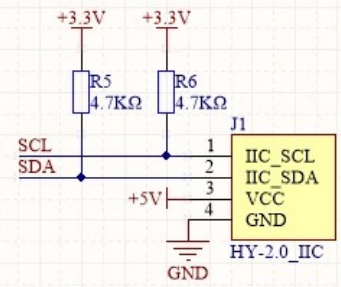 +3.3V +3.3V
R5 R6
4.7KΩ 4.7KΩ
J1
SCL 1 IIC_SCL
SDA 2 IIC_SDA
+5V 3 VCC
4 GND
GND HY-2.0_IIC